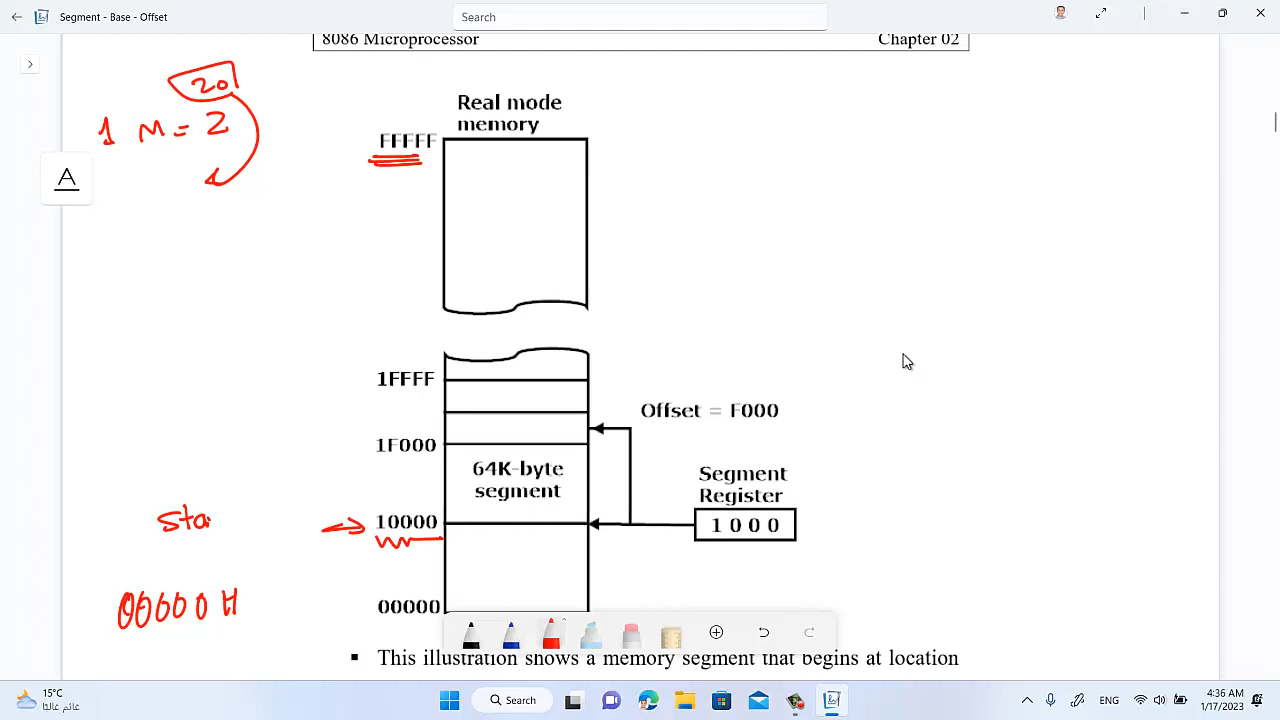 Segment - Base - Offset
Search
8086 Microprocessor
Chapter 02
20
1 M = 2
A
Real mode
memory
FFFFF
1FFFF
Offset = F000
1F000
64K-byte
segment
Segment
Register
1 0 0 0
10000
sta
00000 H
00000
▪ This illustration shows a memory segment that begins at location
15°C
غائم غالبًا
Search
ENG
4:36 AM
1/17/2023